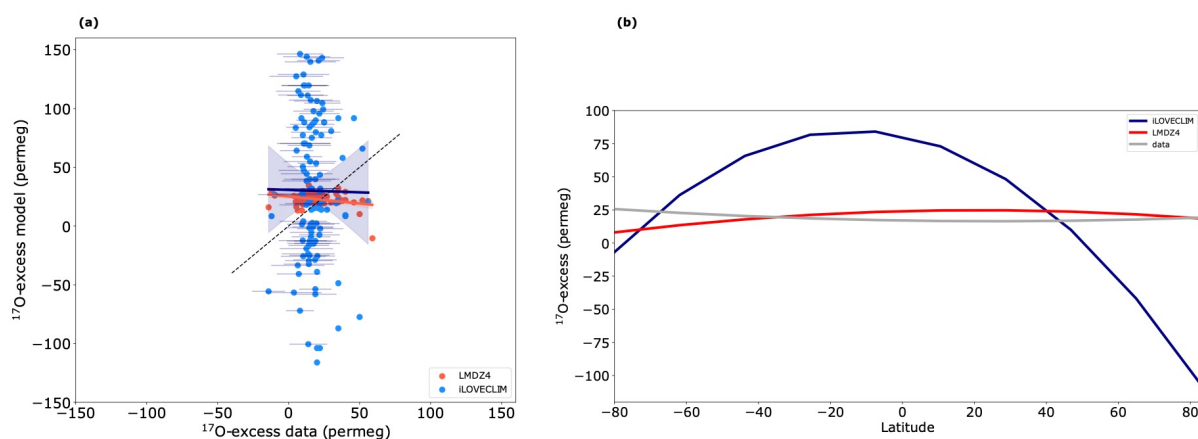 (a)
150
100
50
0
−50
−100
−150
−150
−100
−50
0
50
100
150
¹⁷O-excess model (permeg)
¹⁷O-excess data (permeg)
LMDZ4
iLOVECLIM
(b)
100
75
50
25
0
−25
−50
−75
−100
−80
−60
−40
−20
0
20
40
60
80
¹⁷O-excess (permeg)
Latitude
iLOVECLIM
LMDZ4
data